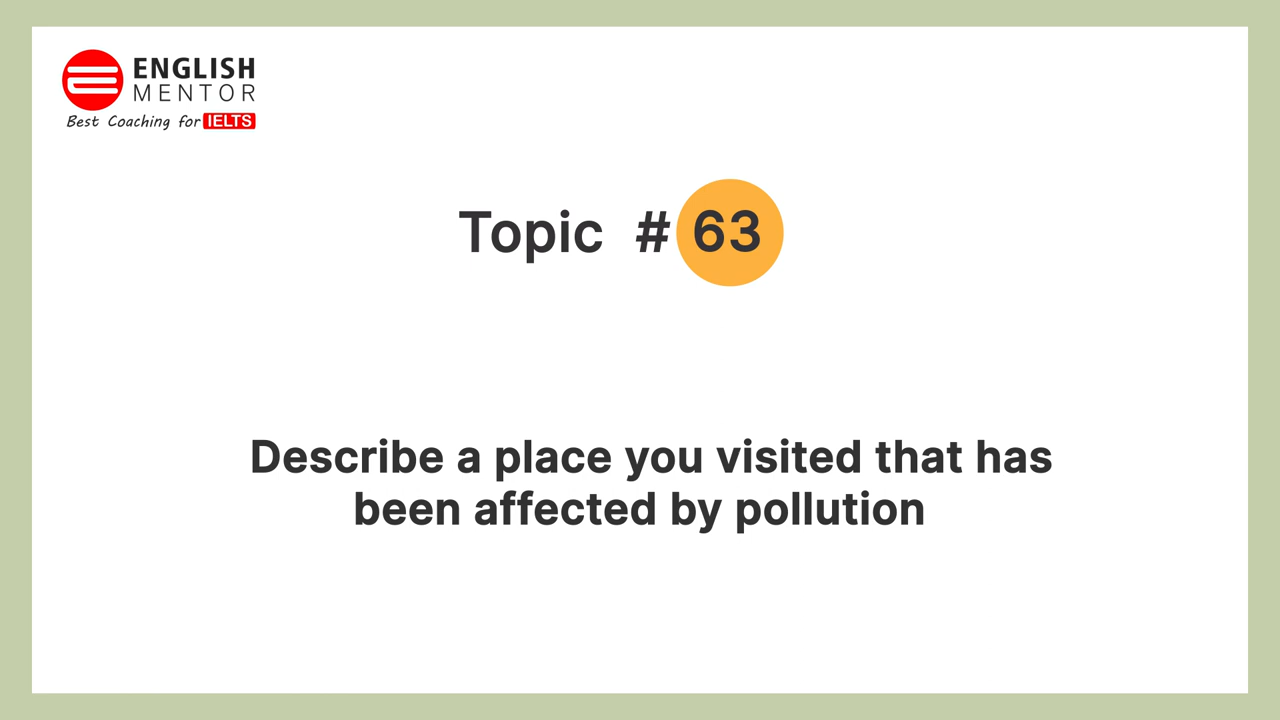 ENGLISH
MENTOR
Best Coaching for IELTS
Topic # 63
Describe a place you visited that has
been affected by pollution